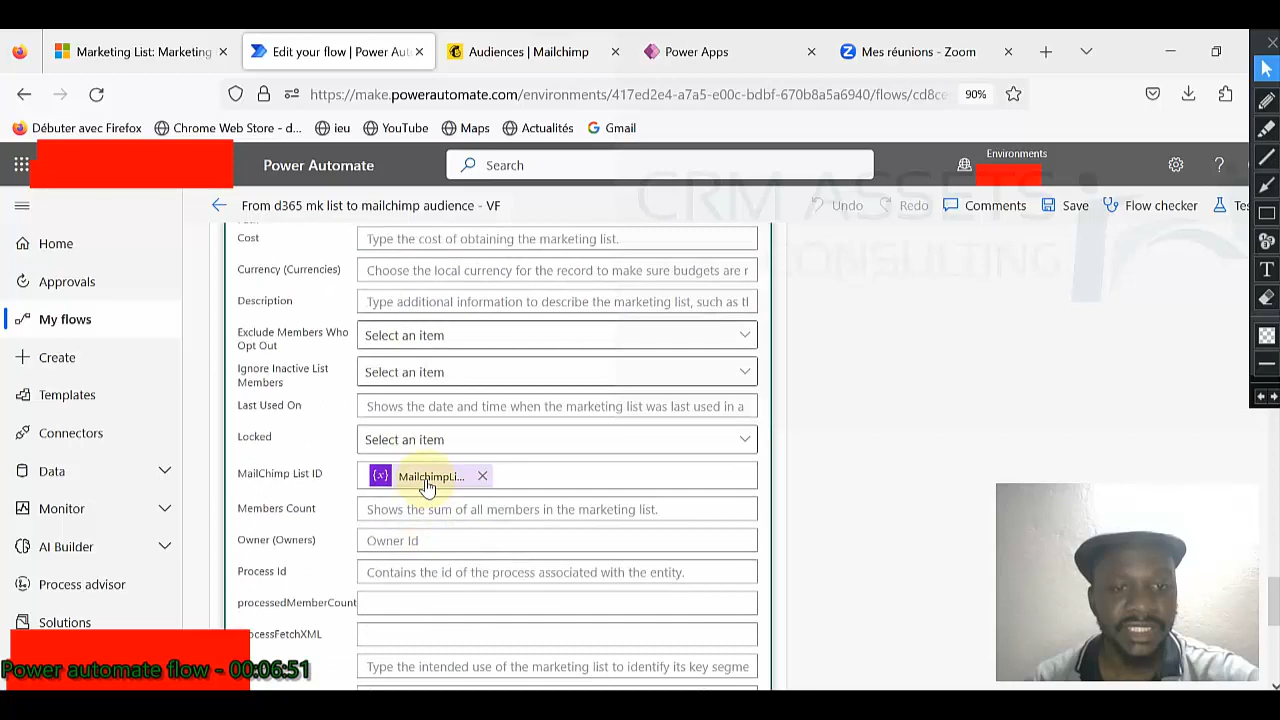 Marketing List: Marketing
Edit your flow | Power Aut
Audiences | Mailchimp
Power Apps
Mes réunions - Zoom
https://make.powerautomate.com/environments/417ed2e4-a7a5-e00c-bdbf-670b8a5a6940/flows/cd8ce
90%
Débuter avec Firefox
Chrome Web Store - d...
ieu
YouTube
Maps
Actualités
Gmail
Power Automate
Search
Environments
CRM ASSETS
CONSULTING
From d365 mk list to mailchimp audience - VF
Undo
Redo
Comments
Save
Flow checker
Home
Approvals
My flows
Create
Templates
Connectors
Data
Monitor
AI Builder
Process advisor
Solutions
Cost
Type the cost of obtaining the marketing list.
Currency (Currencies)
Choose the local currency for the record to make sure budgets are r
Description
Type additional information to describe the marketing list, such as tl
Exclude Members Who
Opt Out
Select an item
Ignore Inactive List
Members
Select an item
Last Used On
Shows the date and time when the marketing list was last used in a
Locked
Select an item
MailChimp List ID
MailchimpLi...
Members Count
Shows the sum of all members in the marketing list.
Owner (Owners)
Owner Id
Process Id
Contains the id of the process associated with the entity.
processedMemberCount
ocessFetchXML
Type the intended use of the marketing list to identify its key segme
Power automate flow - 00:06:51